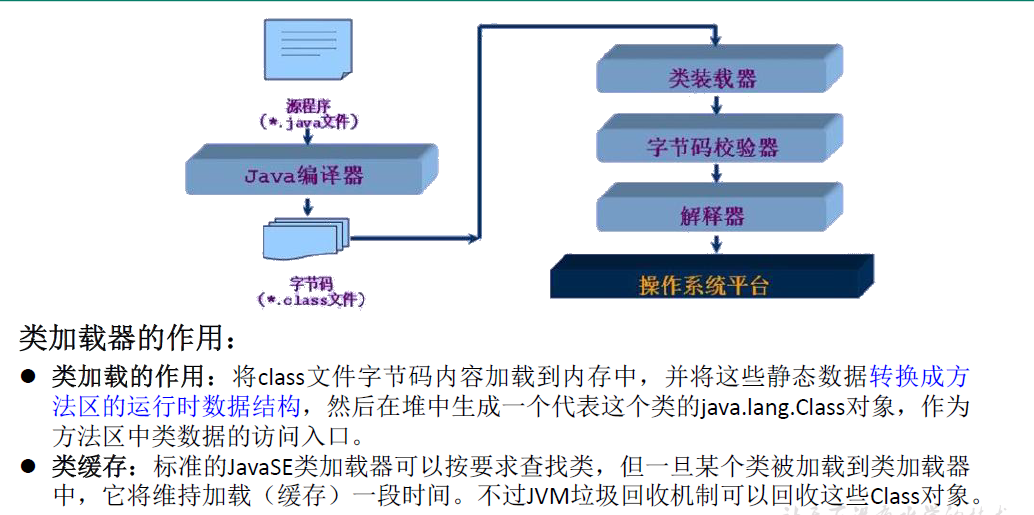 源程序
(*.java文件)
Java编译器
字节码
(*.class文件)
类装载器
字节码校验器
解释器
操作系统平台
类加载器的作用：
● 类加载的作用：将class文件字节码内容加载到内存中，并将这些静态数据转换成方
法区的运行时数据结构，然后在堆中生成一个代表这个类的java.lang.Class对象，作为
方法区中类数据的访问入口。
● 类缓存：标准的JavaSE类加载器可以按要求查找类，但一旦某个类被加载到类加载器
中，它将维持加载（缓存）一段时间。不过JVM垃圾回收机制可以回收这些Class对象。